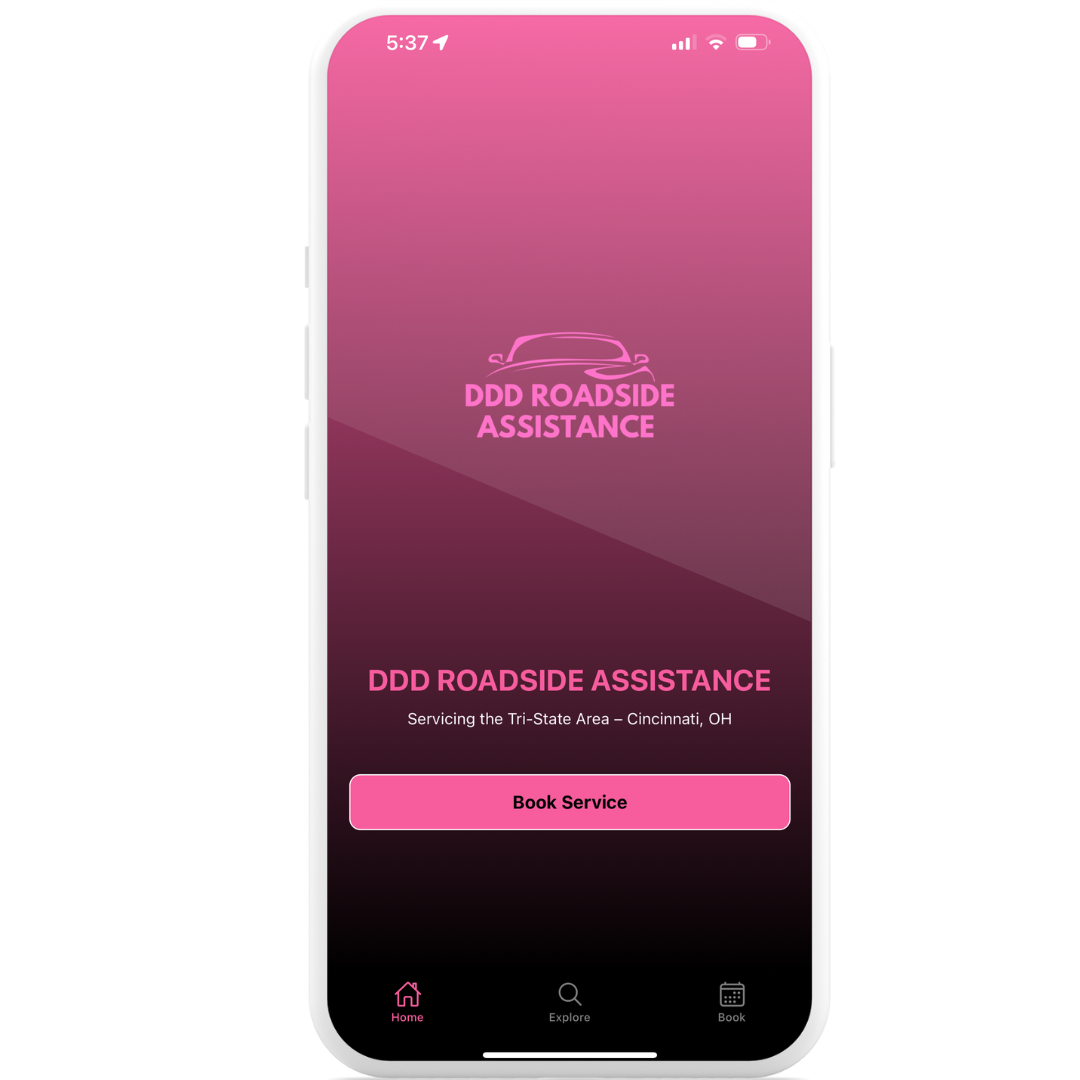 5:37
DDD ROADSIDE
ASSISTANCE
DDD ROADSIDE ASSISTANCE
Servicing the Tri-State Area – Cincinnati, OH
Book Service
Home Explore Book